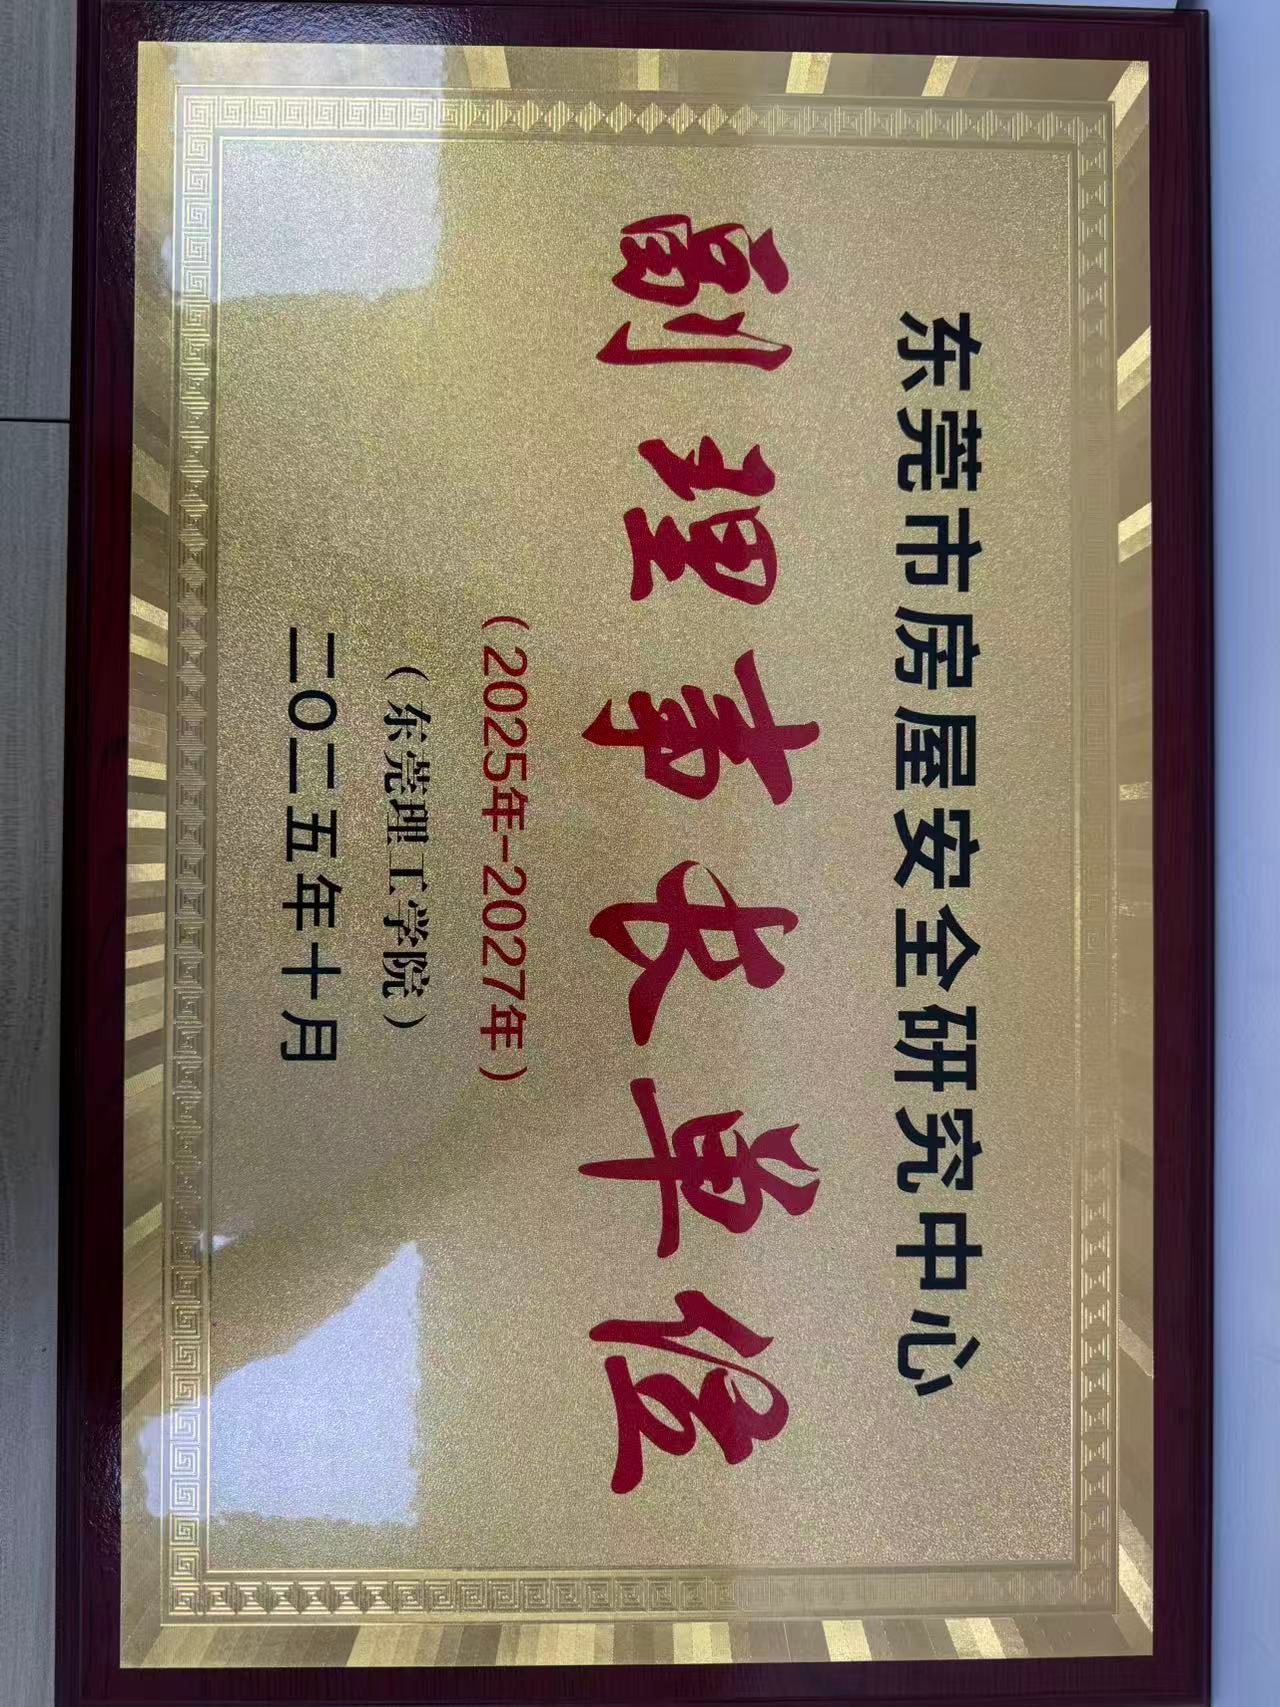 东莞市房屋安全研究中心
副理事长单位
（2025年-2027年）
（东莞理工学院）
二〇二五年十月